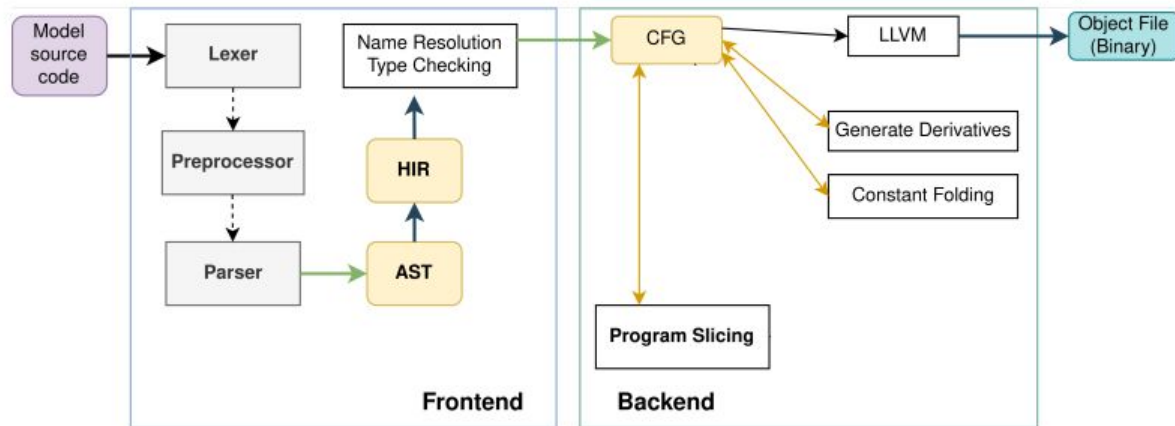 Model
source
code
Lexer
Preprocessor
Parser
Name Resolution
Type Checking
HIR
AST
Frontend
CFG
LLVM
Object File
(Binary)
Generate Derivatives
Constant Folding
Program Slicing
Backend